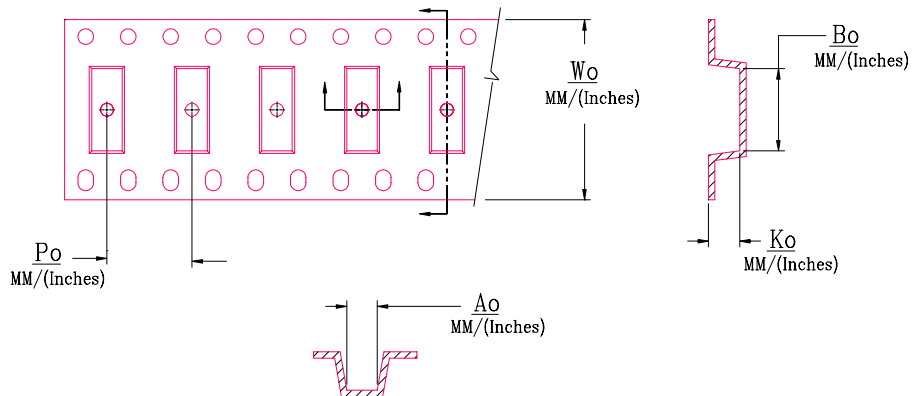 Wo
MM/(Inches)
Bo
MM/(Inches)
Po
MM/(Inches)
Ko
MM/(Inches)
Ao
MM/(Inches)